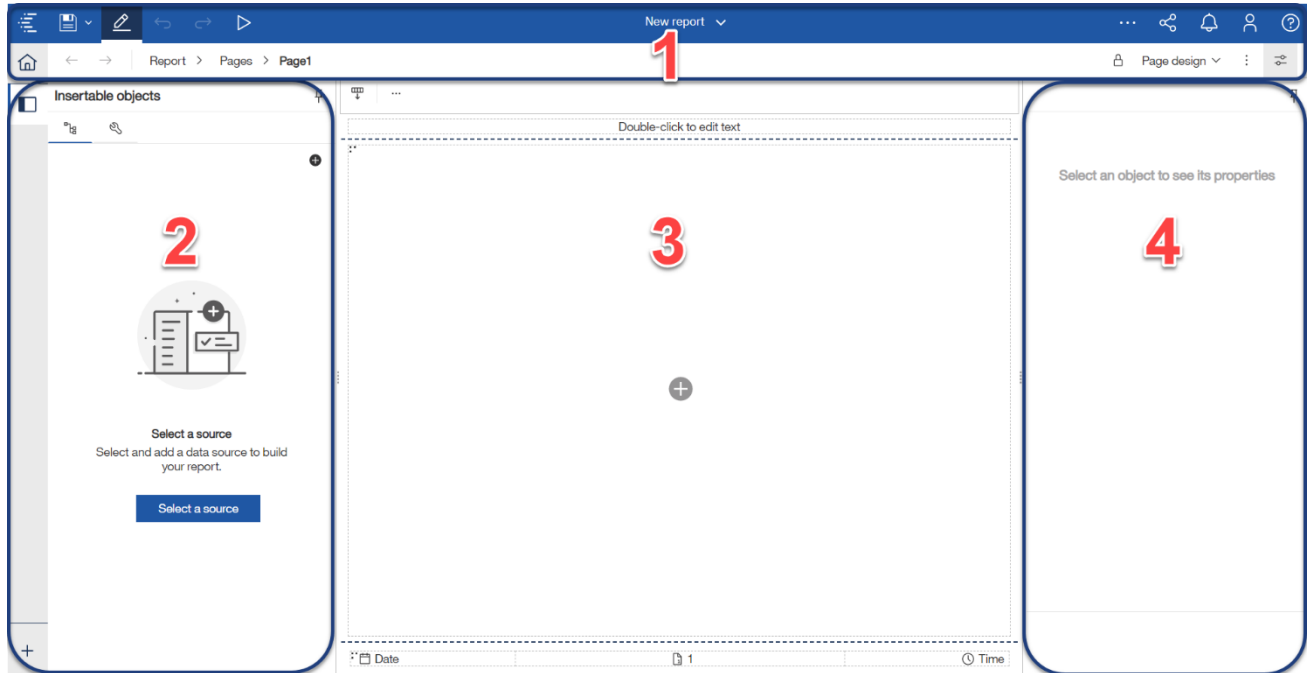 New report
1
Report > Pages > Page1
Page design
Insertable objects
...
Double-click to edit text
Select an object to see its properties
2
3
4
Select a source
Select and add a data source to build
your report.
Select a source
Date
1
Time